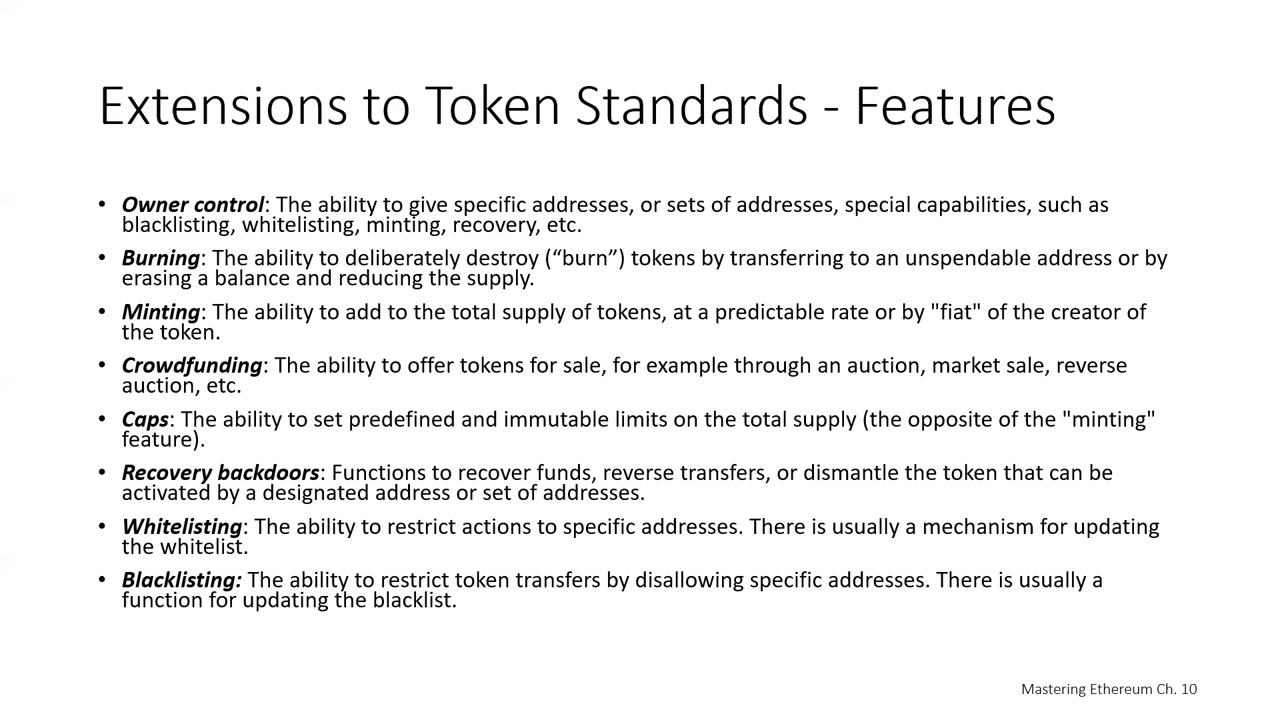 Extensions to Token Standards - Features
• Owner control: The ability to give specific addresses, or sets of addresses, special capabilities, such as
blacklisting, whitelisting, minting, recovery, etc.
• Burning: The ability to deliberately destroy (“burn”) tokens by transferring to an unspendable address or by
erasing a balance and reducing the supply.
• Minting: The ability to add to the total supply of tokens, at a predictable rate or by "fiat" of the creator of
the token.
• Crowdfunding: The ability to offer tokens for sale, for example through an auction, market sale, reverse
auction, etc.
• Caps: The ability to set predefined and immutable limits on the total supply (the opposite of the "minting"
feature).
• Recovery backdoors: Functions to recover funds, reverse transfers, or dismantle the token that can be
activated by a designated address or set of addresses.
• Whitelisting: The ability to restrict actions to specific addresses. There is usually a mechanism for updating
the whitelist.
• Blacklisting: The ability to restrict token transfers by disallowing specific addresses. There is usually a
function for updating the blacklist.
Mastering Ethereum Ch. 10